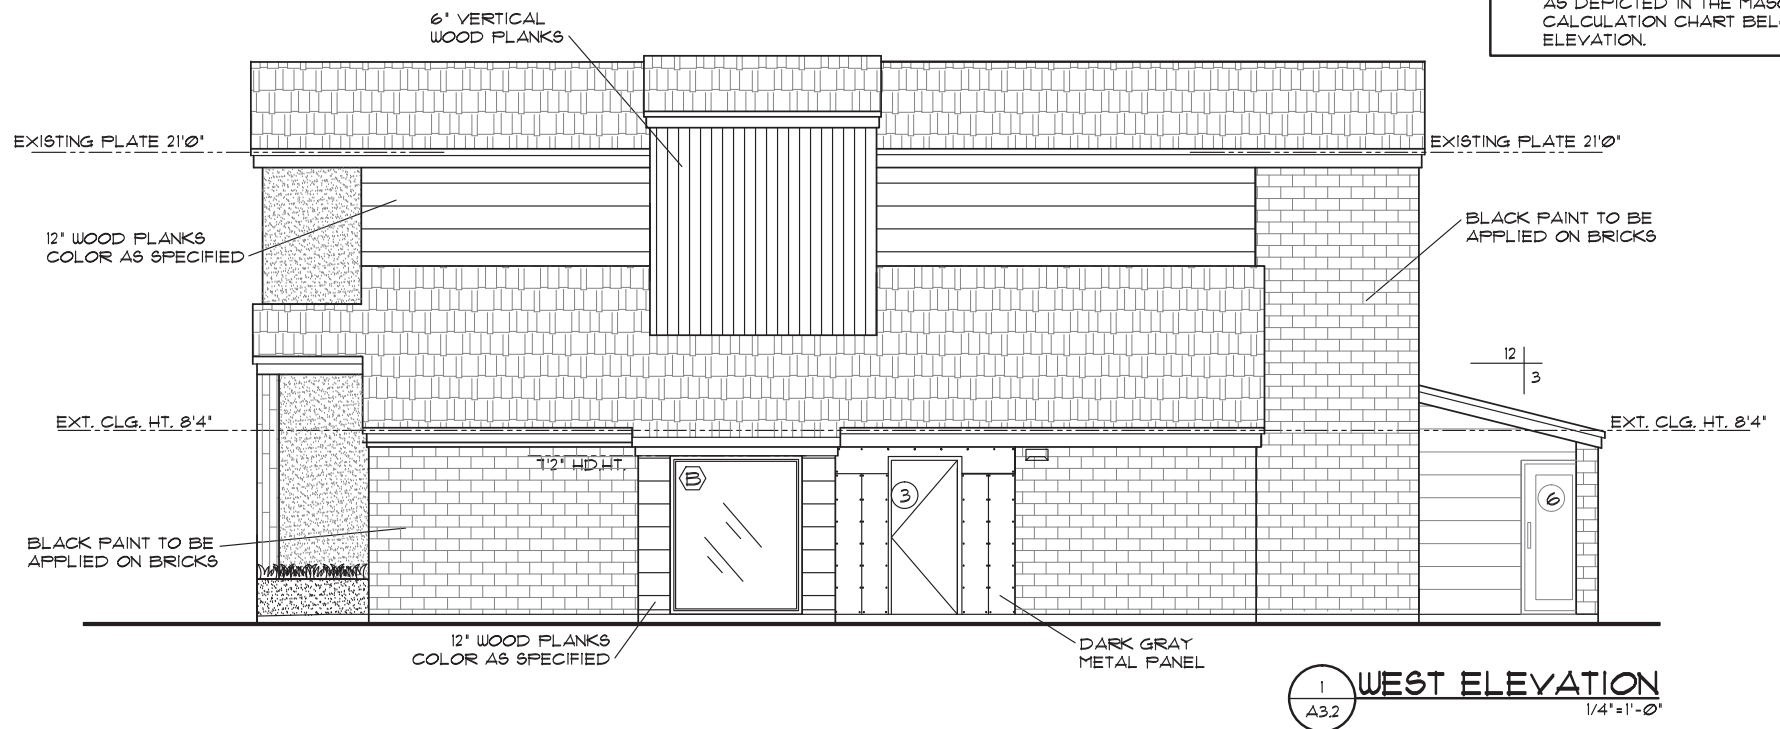 AS DEPICTED IN THE
CALCULATION CHART
ELEVATION.
6" VERTICAL
WOOD PLANKS
EXISTING PLATE 21'0"
EXISTING PLATE 21'0"
12" WOOD PLANKS
COLOR AS SPECIFIED
BLACK PAINT TO BE
APPLIED ON BRICKS
12
3
EXT. CLG. HT. 8'4"
EXT. CLG. HT. 8'4"
7'2" HD.HT.
B
3
6
BLACK PAINT TO BE
APPLIED ON BRICKS
12" WOOD PLANKS
COLOR AS SPECIFIED
DARK GRAY
METAL PANEL
1
A3.2
WEST ELEVATION
1/4"=1'-0"